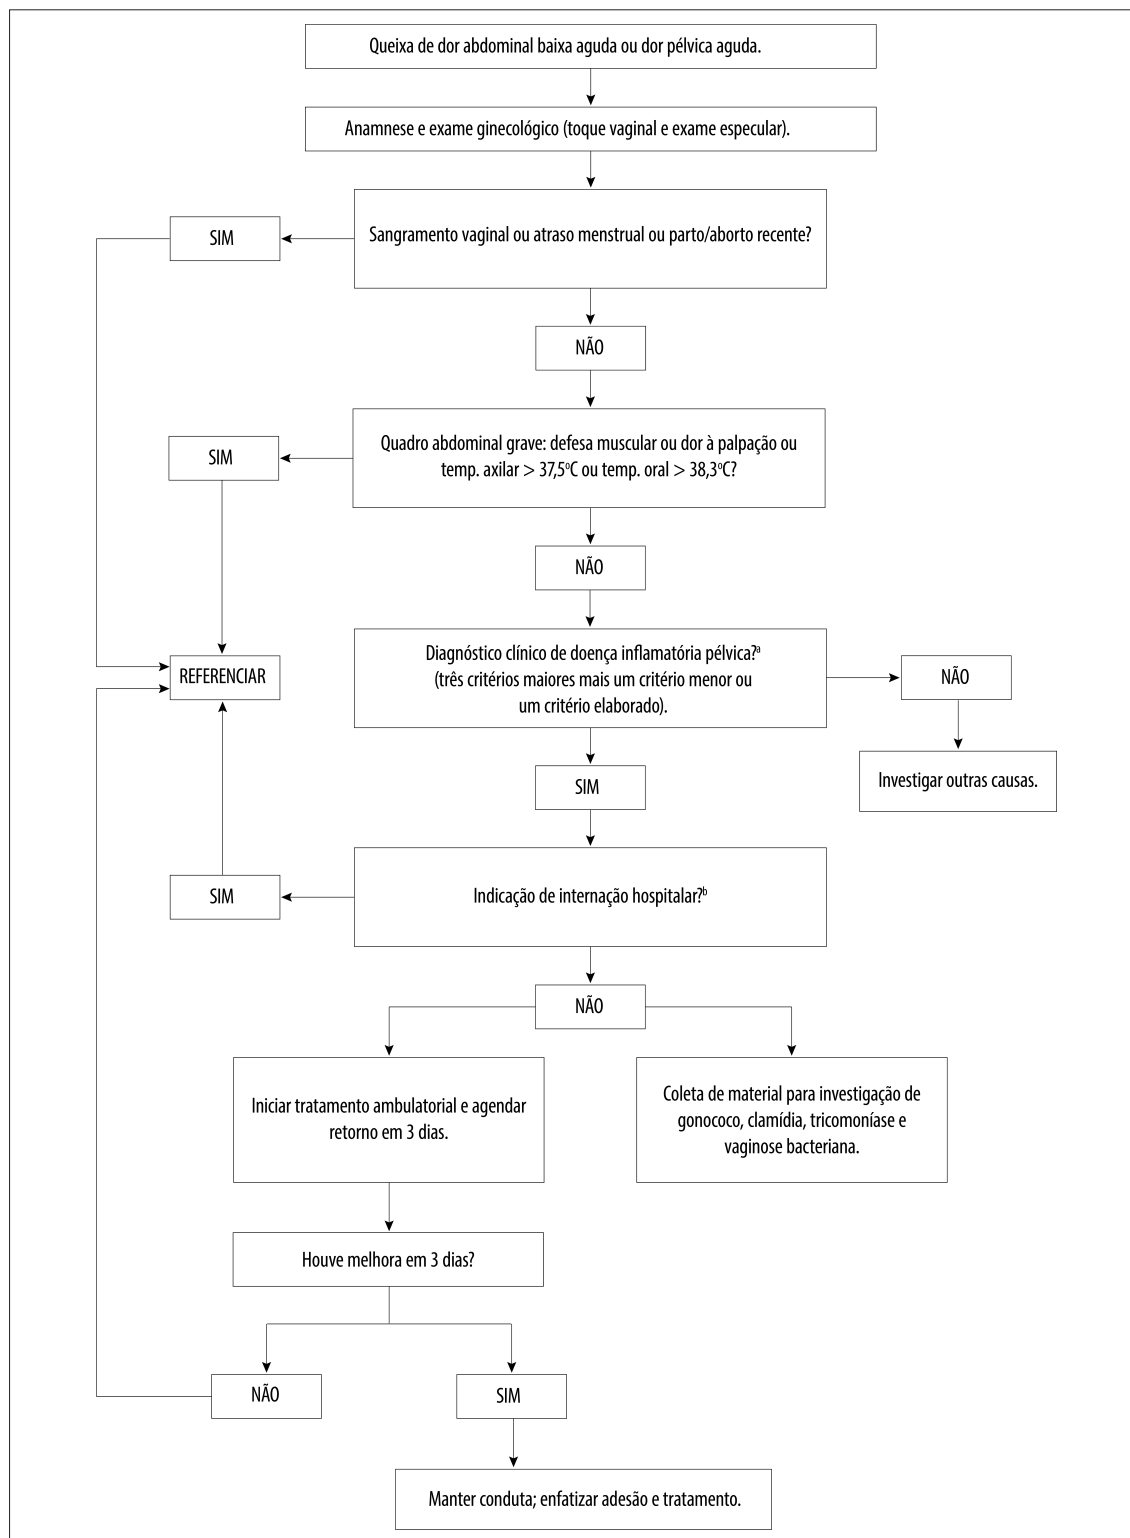 Queixa de dor abdominal baixa aguda ou dor pélvica aguda.
Anamnese e exame ginecológico (toque vaginal e exame especular).
Sangramento vaginal ou atraso menstrual ou parto/aborto recente?
SIM
NÃO
Quadro abdominal grave: defesa muscular ou dor à palpação ou
temp. axilar > 37,5ºC ou temp. oral > 38,3ºC?
SIM
NÃO
REFERENCIAR
Diagnóstico clínico de doença inflamatória pélvica?ª
(três critérios maiores mais um critério menor ou
um critério elaborado).
NÃO
Investigar outras causas.
SIM
Indicação de internação hospitalar?ᵇ
SIM
NÃO
Iniciar tratamento ambulatorial e agendar
retorno em 3 dias.
Coleta de material para investigação de
gonococo, clamídia, tricomoníase e
vaginose bacteriana.
Houve melhora em 3 dias?
NÃO
SIM
Manter conduta; enfatizar adesão e tratamento.